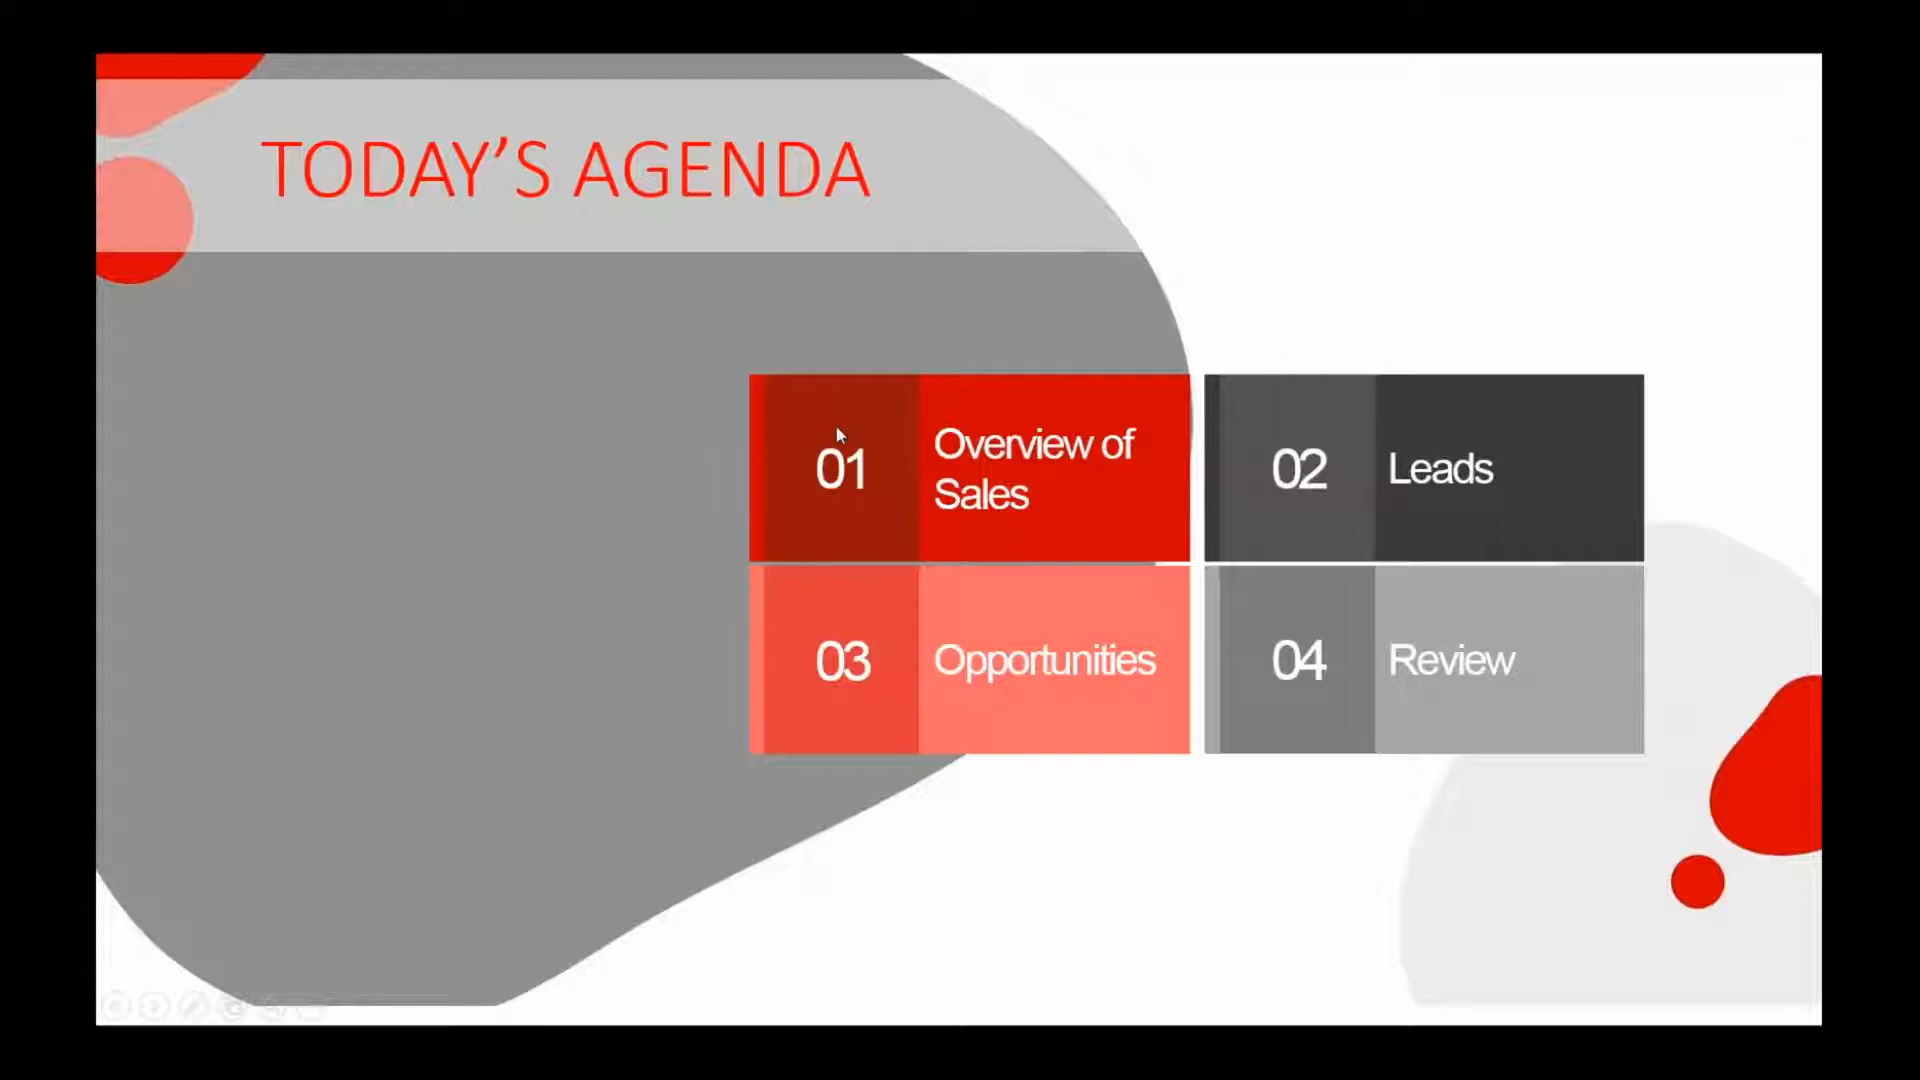 TODAY’S AGENDA
01
Overview of
Sales
02
Leads
03
Opportunities
04
Review